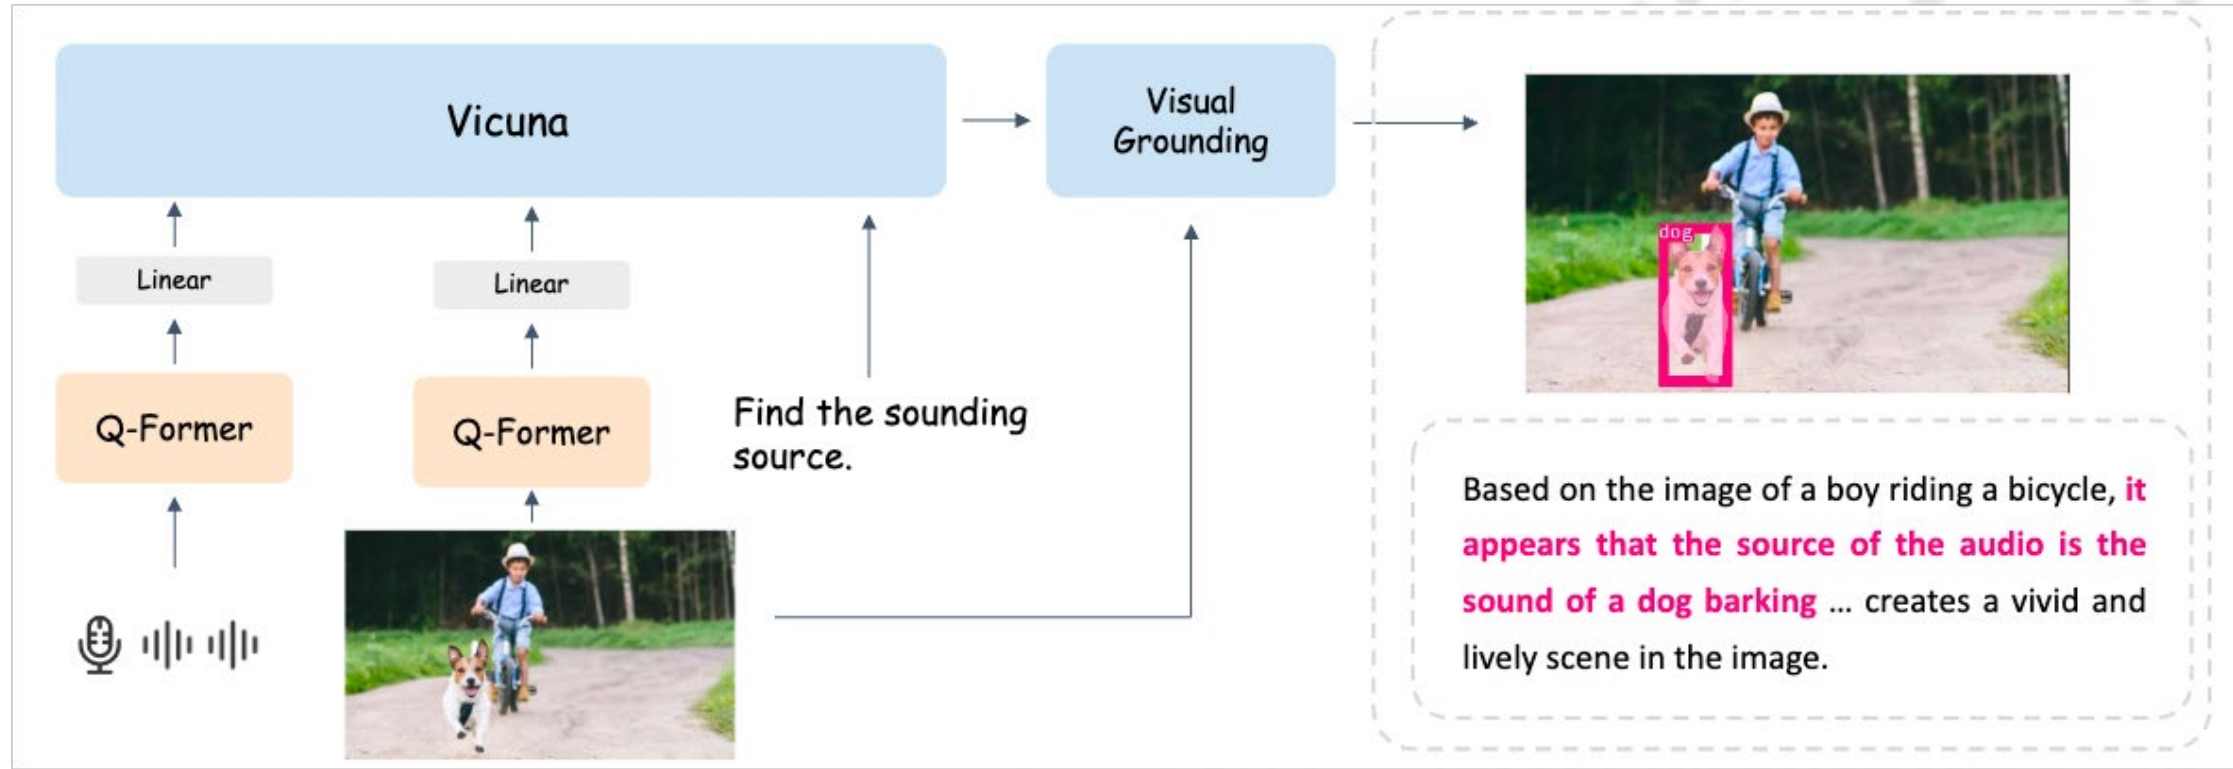 Vicuna
Visual
Grounding
Linear
Linear
Q-Former
Q-Former
Find the sounding
source.
dog
Based on the image of a boy riding a bicycle, it
appears that the source of the audio is the
sound of a dog barking ... creates a vivid and
lively scene in the image.